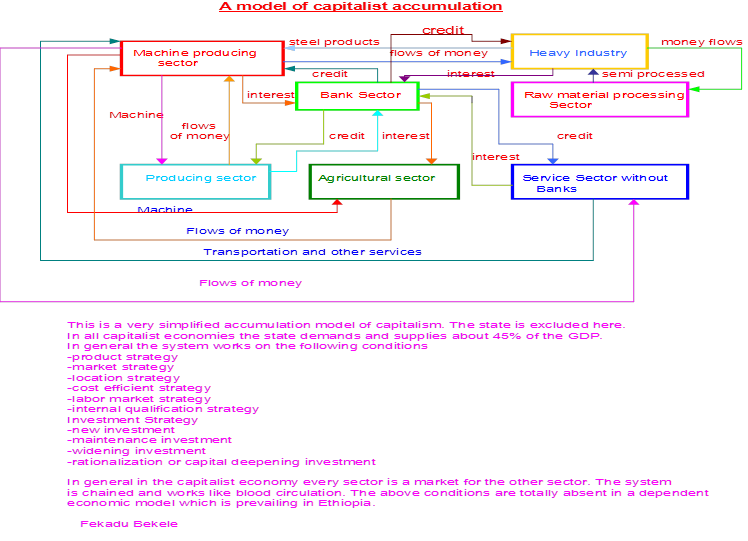 A model of capitalist accumulation
credit
steel products
money flows
Machine producing
sector
flows of money
Heavy Industry
credit
interest
semi processed
interest
Bank Sector
Raw material processing
Sector
Machine
flows
of money
credit
interest
credit
interest
Producing sector
Agricultural sector
Service Sector without
Banks
Machine
Flows of money
Transportation and other services
Flows of money
This is a very simplified accumulation model of capitalism. The state is excluded here.
In all capitalist economies the state demands and supplies about 45% of the GDP.
In general the system works on the following conditions
-product strategy
-market strategy
-location strategy
-cost efficient strategy
-labor market strategy
-internal qualification strategy
Investment Strategy
-new investment
-maintenance investment
-widening investment
-rationalization or capital deepening investment
In general in the capitalist economy every sector is a market for the other sector. The system
is chained and works like blood circulation. The above conditions are totally absent in a dependent
economic model which is prevailing in Ethiopia.
Fekadu Bekele